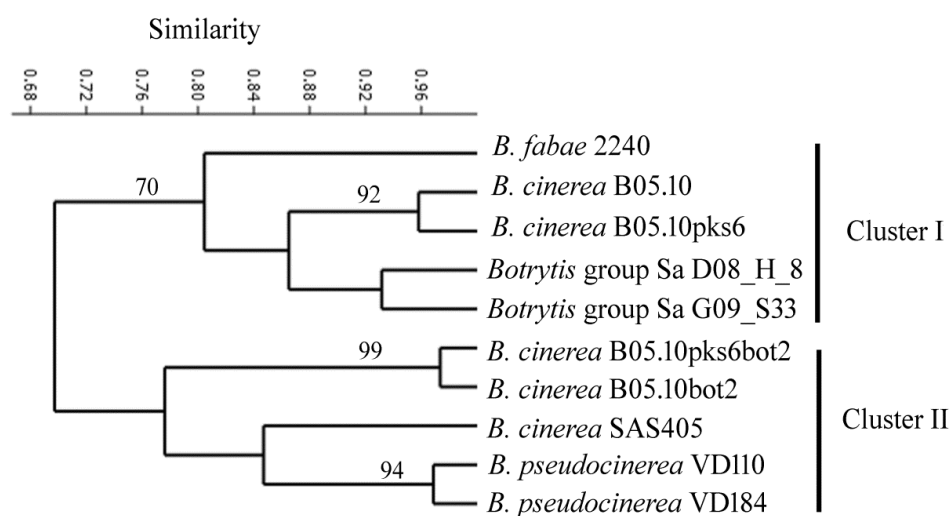 Similarity
0.68 0.72 0.76 0.80 0.84 0.88 0.92 0.96
B. fabae 2240
70
92
B. cinerea B05.10
B. cinerea B05.10pks6
Cluster I
Botrytis group Sa D08_H_8
Botrytis group Sa G09_S33
99
B. cinerea B05.10pks6bot2
B. cinerea B05.10bot2
Cluster II
B. cinerea SAS405
94
B. pseudocinerea VD110
B. pseudocinerea VD184